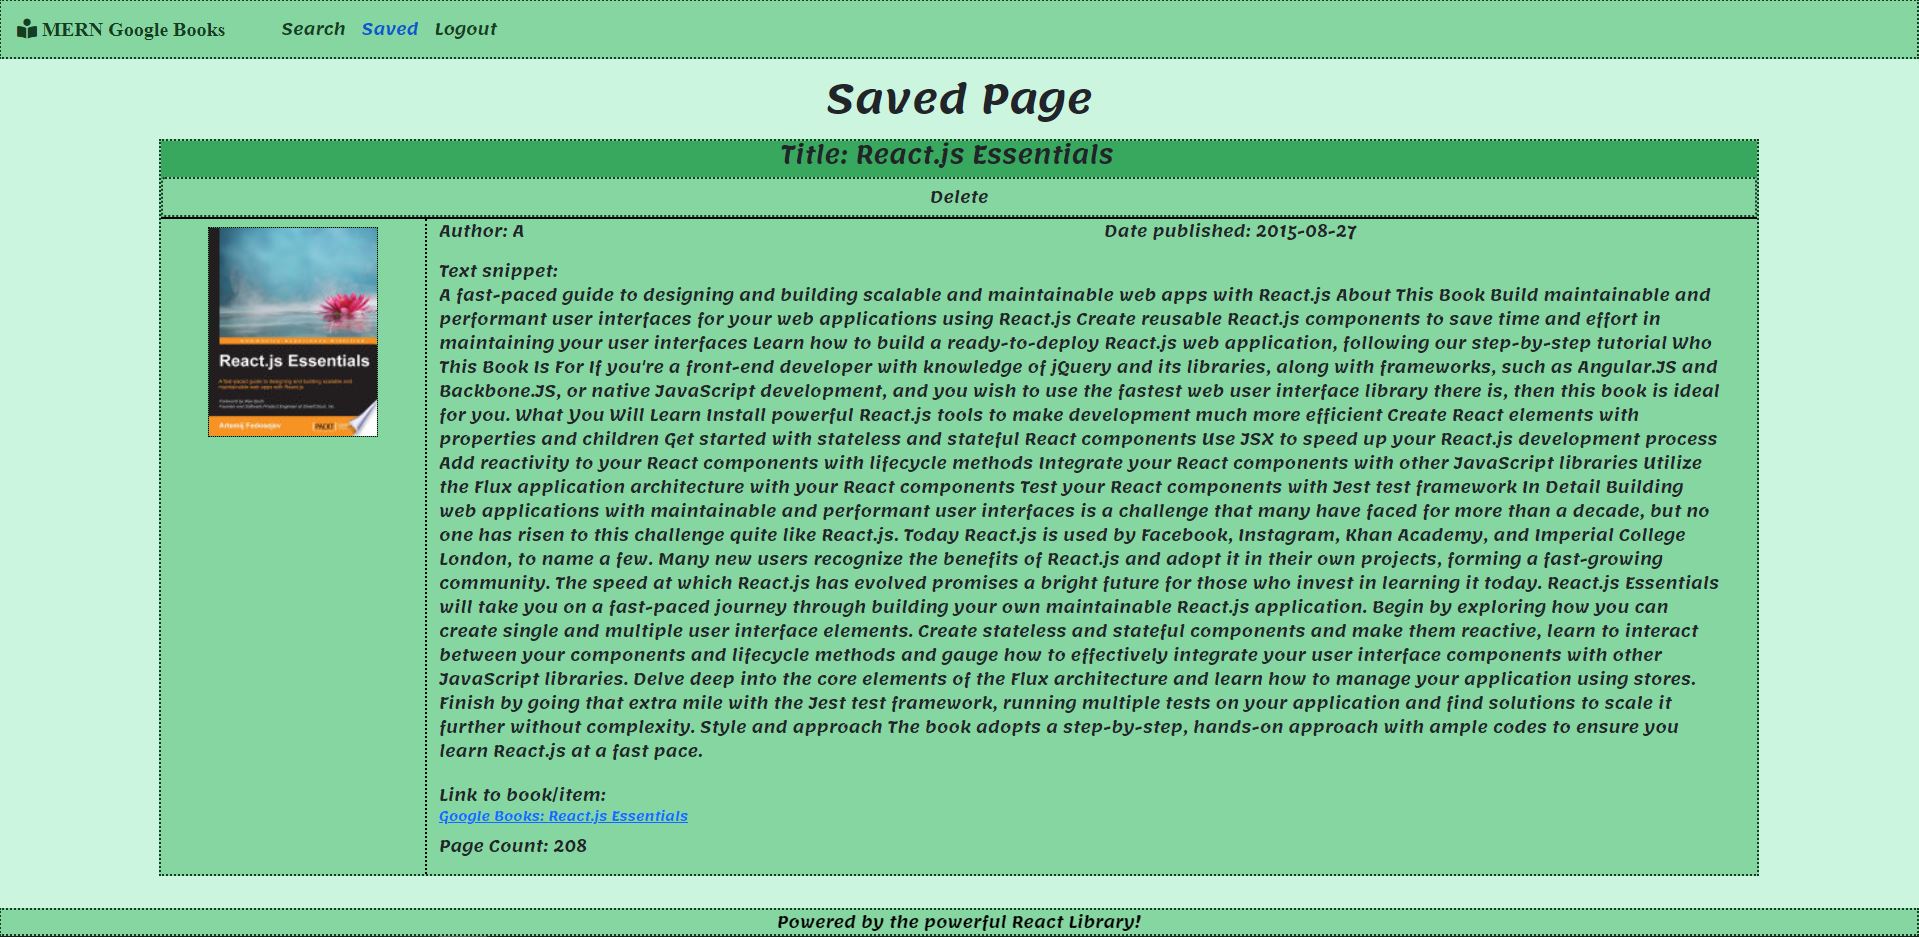 MERN Google Books
Search Saved Logout
Saved Page
Title: React.js Essentials
Delete
React.js Essentials
A fast-paced guide to designing and building scalable and
maintainable web apps with React.js
Artemij Fedosejev
PACKT
Author: A
Date published: 2015-08-27
Text snippet:
A fast-paced guide to designing and building scalable and maintainable web apps with React.js About This Book Build maintainable and
performant user interfaces for your web applications using React.js Create reusable React.js components to save time and effort in
maintaining your user interfaces Learn how to build a ready-to-deploy React.js web application, following our step-by-step tutorial Who
This Book Is For If you're a front-end developer with knowledge of jQuery and its libraries, along with frameworks, such as Angular.JS and
Backbone.JS, or native JavaScript development, and you wish to use the fastest web user interface library there is, then this book is ideal
for you. What You Will Learn Install powerful React.js tools to make development much more efficient Create React elements with
properties and children Get started with stateless and stateful React components Use JSX to speed up your React.js development process
Add reactivity to your React components with lifecycle methods Integrate your React components with other JavaScript libraries Utilize
the Flux application architecture with your React components Test your React components with Jest test framework In Detail Building
web applications with maintainable and performant user interfaces is a challenge that many have faced for more than a decade, but no
one has risen to this challenge quite like React.js. Today React.js is used by Facebook, Instagram, Khan Academy, and Imperial College
London, to name a few. Many new users recognize the benefits of React.js and adopt it in their own projects, forming a fast-growing
community. The speed at which React.js has evolved promises a bright future for those who invest in learning it today. React.js Essentials
will take you on a fast-paced journey through building your own maintainable React.js application. Begin by exploring how you can
create single and multiple user interface elements. Create stateless and stateful components and make them reactive, learn to interact
between your components and lifecycle methods and gauge how to effectively integrate your user interface components with other
JavaScript libraries. Delve deep into the core elements of the Flux architecture and learn how to manage your application using stores.
Finish by going that extra mile with the Jest test framework, running multiple tests on your application and find solutions to scale it
further without complexity. Style and approach The book adopts a step-by-step, hands-on approach with ample codes to ensure you
learn React.js at a fast pace.
Link to book/item:
Google Books: React.js Essentials
Page Count: 208
Powered by the powerful React Library!